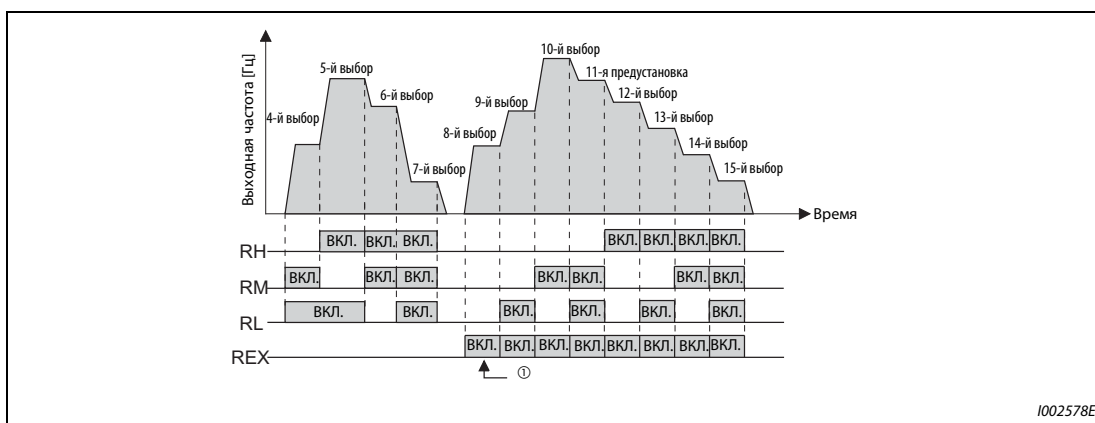 Выходная частота [Гц]
4-й выбор
5-й выбор
6-й выбор
7-й выбор
8-й выбор
9-й выбор
10-й выбор
11-я предустановка
12-й выбор
13-й выбор
14-й выбор
15-й выбор
Время
RH ВКЛ. ВКЛ. ВКЛ. ВКЛ. ВКЛ. ВКЛ. ВКЛ.
RM ВКЛ. ВКЛ. ВКЛ. ВКЛ. ВКЛ. ВКЛ. ВКЛ.
RL ВКЛ. ВКЛ. ВКЛ. ВКЛ. ВКЛ. ВКЛ.
REX ВКЛ. ВКЛ. ВКЛ. ВКЛ. ВКЛ. ВКЛ. ВКЛ. ВКЛ.
①
I002578E